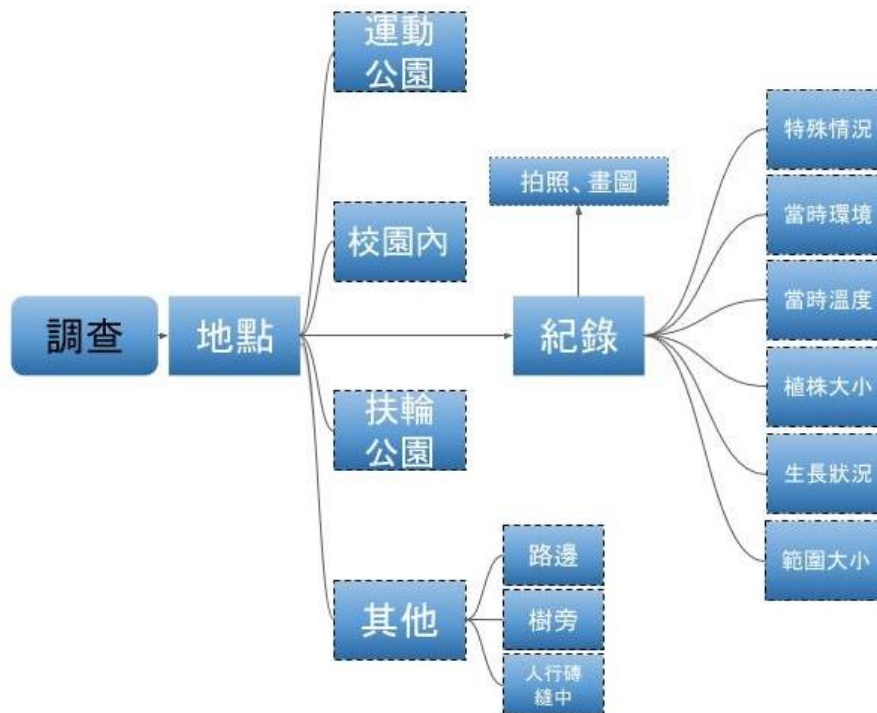 調查
地點
運動
公園
校園內
扶輪
公園
其他
路邊
樹旁
人行磚
縫中
紀錄
拍照、畫圖
特殊情況
當時環境
當時溫度
植株大小
生長狀況
範圍大小